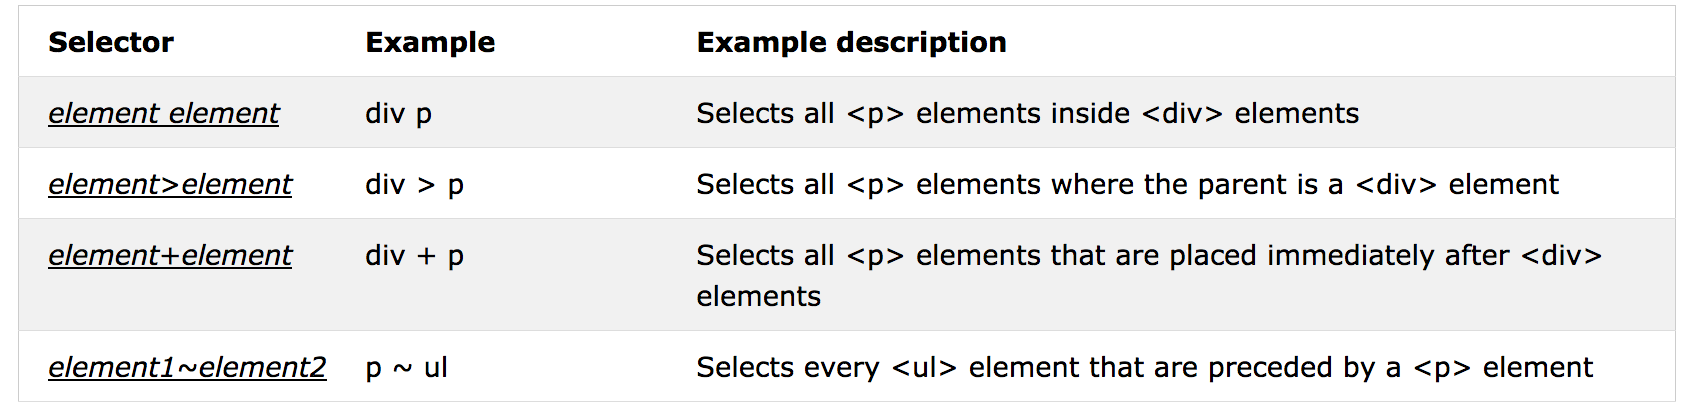 Selector Example Example description
element element div p Selects all <p> elements inside <div> elements
element>element div > p Selects all <p> elements where the parent is a <div> element
element+element div + p Selects all <p> elements that are placed immediately after <div>
elements
element1~element2 p ~ ul Selects every <ul> element that are preceded by a <p> element